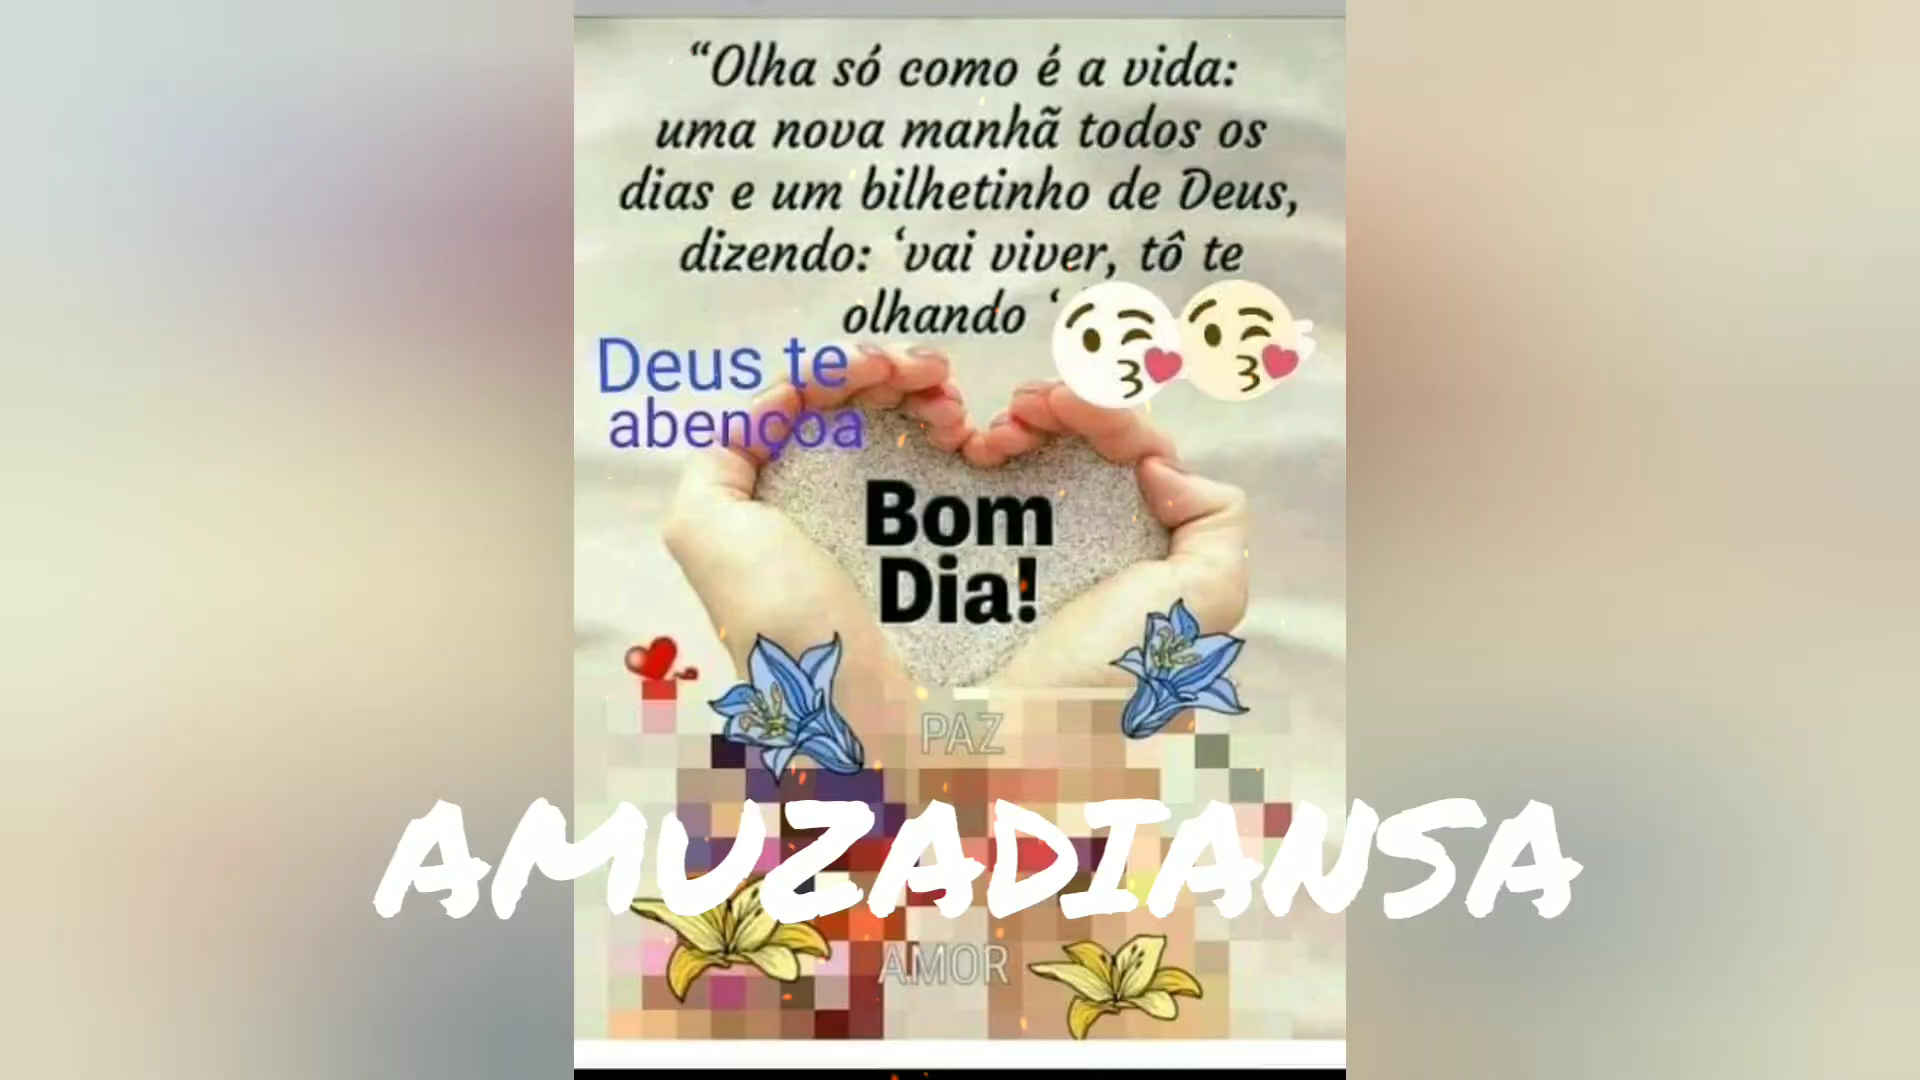 “Olha só como é a vida:
uma nova manhã todos os
dias e um bilhetinho de Deus,
dizendo: ‘vai viver, tô te
olhando ‘
Deus te
abençoa
Bom
Dia!
PAZ
AMUZADIANSA
AMOR